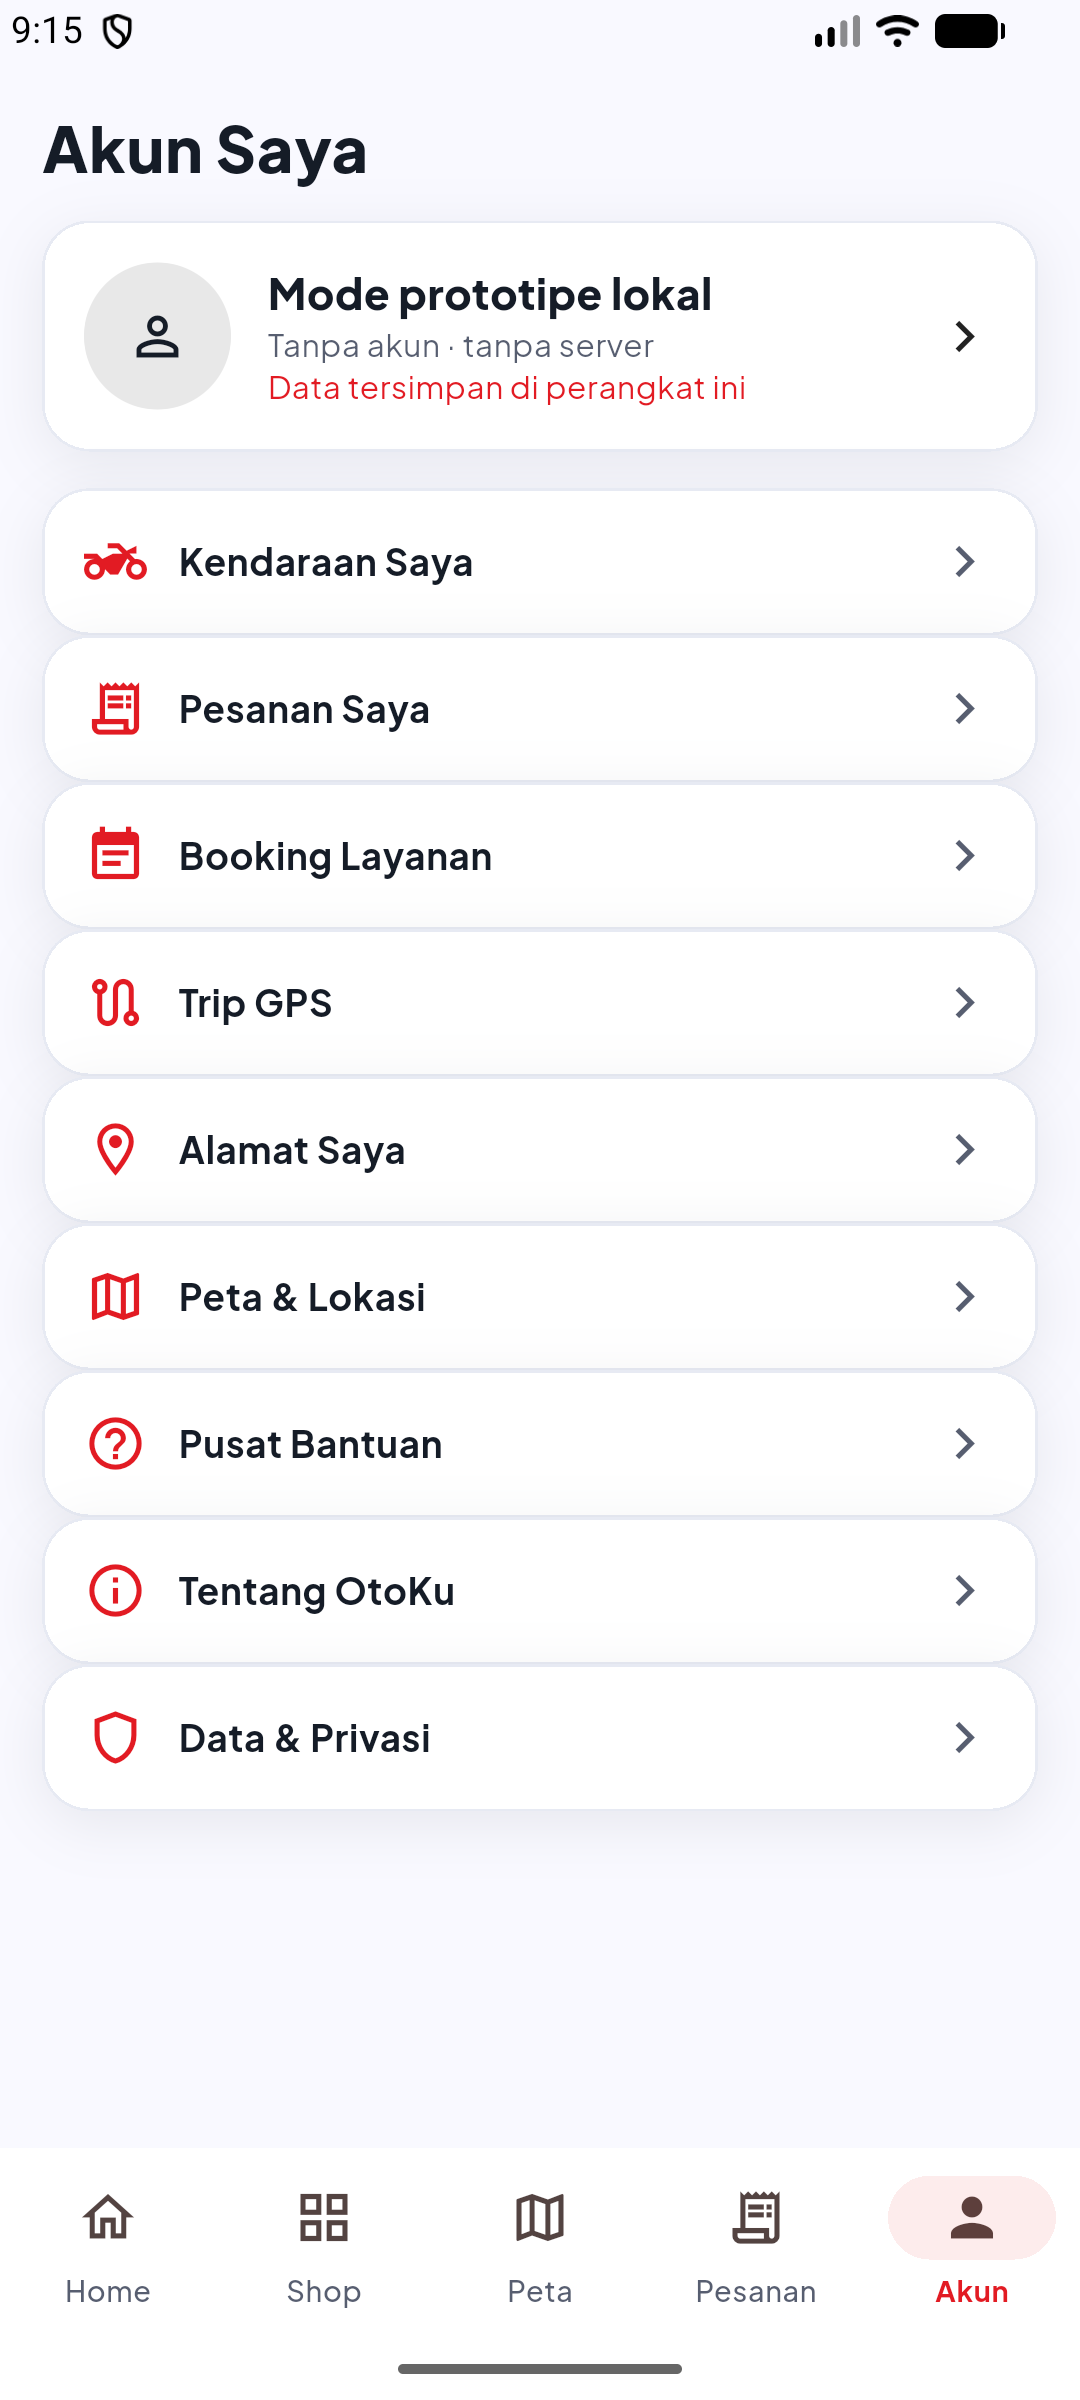 9:15
Akun Saya
Mode prototipe lokal
Tanpa akun · tanpa server
Data tersimpan di perangkat ini
Kendaraan Saya
Pesanan Saya
Booking Layanan
Trip GPS
Alamat Saya
Peta & Lokasi
Pusat Bantuan
Tentang OtoKu
Data & Privasi
Home
Shop
Peta
Pesanan
Akun